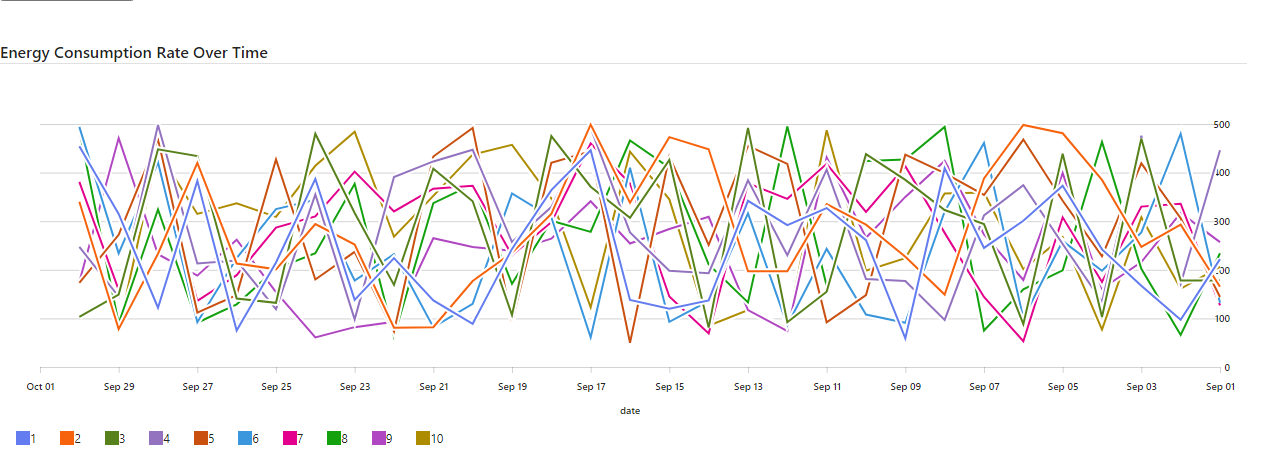 Energy Consumption Rate Over Time
500
400
300
200
100
0
Oct 01 Sep 29 Sep 27 Sep 25 Sep 23 Sep 21 Sep 19 Sep 17 Sep 15 Sep 13 Sep 11 Sep 09 Sep 07 Sep 05 Sep 03 Sep 01
date
1 2 3 4 5 6 7 8 9 10